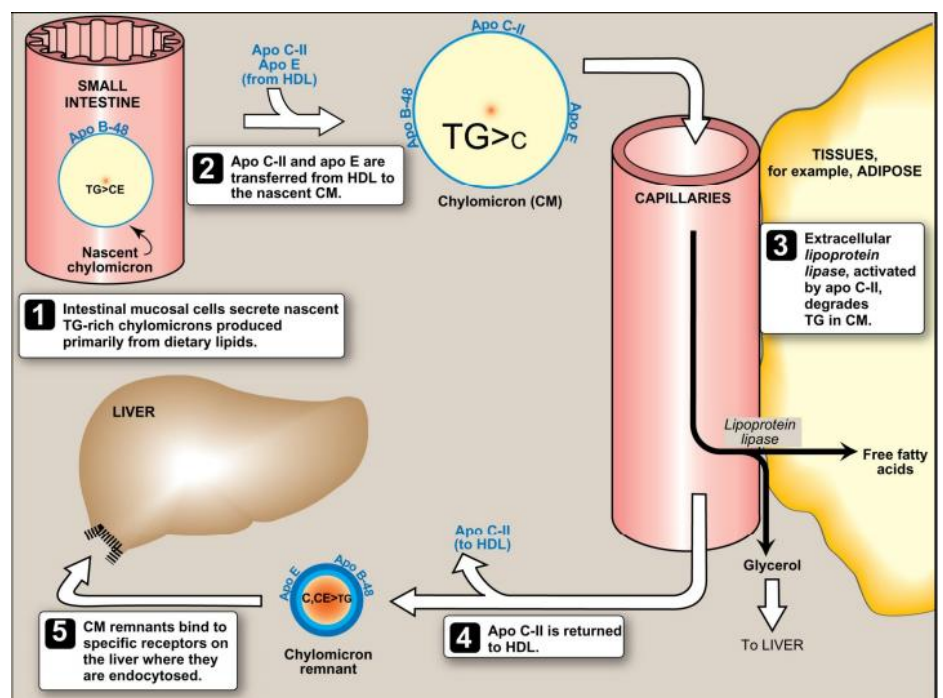 SMALL
INTESTINE
Apo B-48
TG>CE
Nascent
chylomicron
1 Intestinal mucosal cells secrete nascent
TG-rich chylomicrons produced
primarily from dietary lipids.
Apo C-II
Apo E
(from HDL)
2 Apo C-II and apo E are
transferred from HDL to
the nascent CM.
Apo C-II
Apo B-48
Apo E
TG>C
Chylomicron (CM)
CAPILLARIES
TISSUES,
for example, ADIPOSE
3 Extracellular
lipoprotein
lipase, activated
by apo C-II,
degrades
TG in CM.
Lipoprotein
lipase
Free fatty
acids
Glycerol
To LIVER
Apo C-II
(to HDL)
4 Apo C-II is returned
to HDL.
Apo E
Apo B-48
C,CE>TG
Chylomicron
remnant
LIVER
5 CM remnants bind to
specific receptors on
the liver where they
are endocytosed.